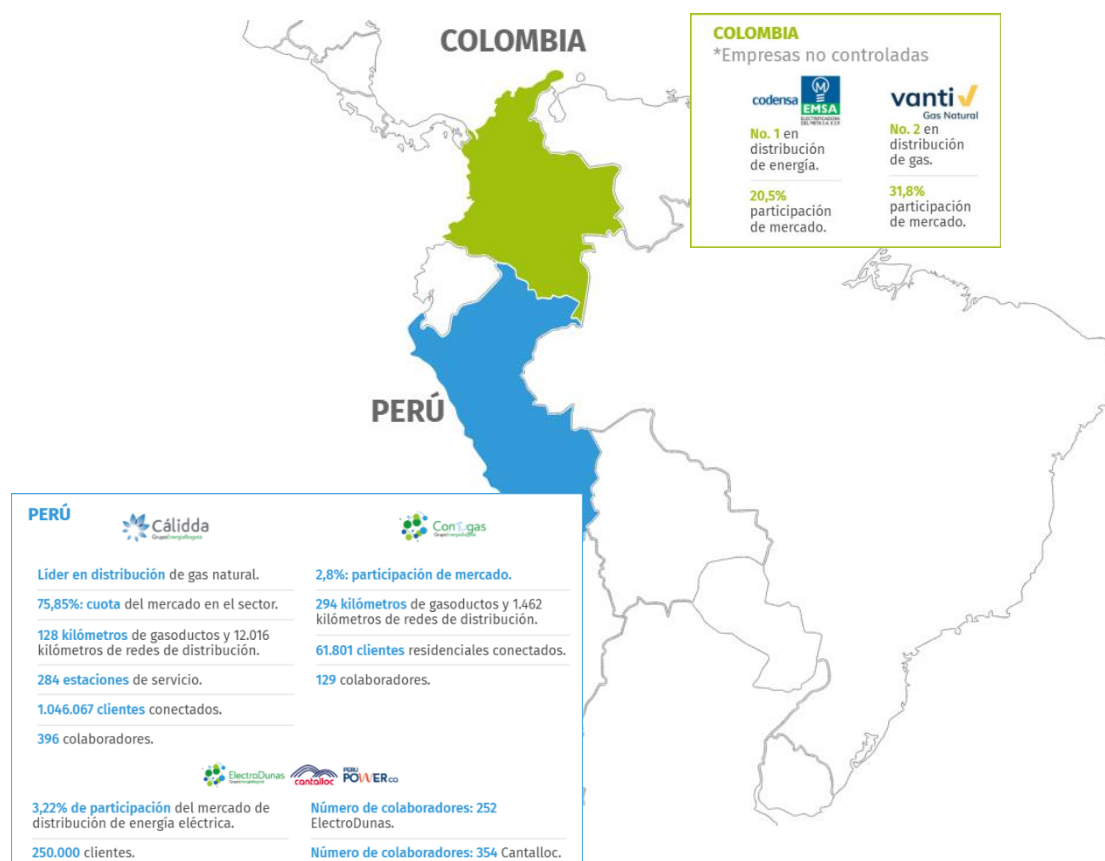 COLOMBIA
COLOMBIA
*Empresas no controladas
codensa
EMSA
ELECTRIFICADORA
DEL META S.A. E.S.P.
No. 1 en
distribución
de energía.
20,5%
participación
de mercado.
vanti
Gas Natural
No. 2 en
distribución
de gas.
31,8%
participación
de mercado.
PERÚ
PERÚ
Cálidda
GrupoEnergíaBogotá
Líder en distribución de gas natural.
75,85%: cuota del mercado en el sector.
128 kilómetros de gasoductos y 12.016
kilómetros de redes de distribución.
284 estaciones de servicio.
1.046.067 clientes conectados.
396 colaboradores.
Contugas
GrupoEnergíaBogotá
2,8%: participación de mercado.
294 kilómetros de gasoductos y 1.462
kilómetros de redes de distribución.
61.801 clientes residenciales conectados.
129 colaboradores.
ElectroDunas
GrupoEnergíaBogotá
cantalloc
PERU
POWER CO
3,22% de participación del mercado de
distribución de energía eléctrica.
250.000 clientes.
Número de colaboradores: 252
ElectroDunas.
Número de colaboradores: 354 Cantalloc.